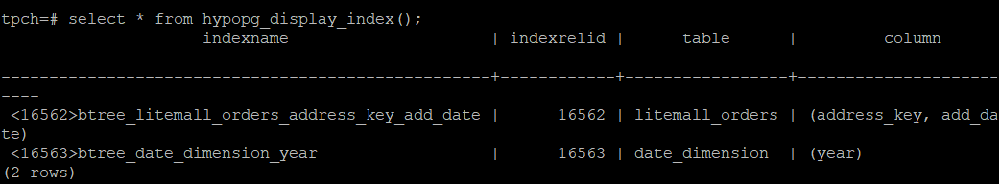 tpch=# select * from hypopg_display_index();
indexname | indexrelid | table | column
--------------------------------------------------+------------+-----------------+---------------------
----
<16562>btree_litemall_orders_address_key_add_date | 16562 | litemall_orders | (address_key, add_da
te)
<16563>btree_date_dimension_year | 16563 | date_dimension | (year)
(2 rows)